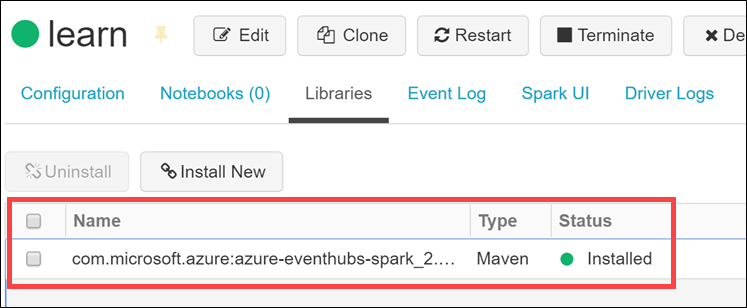 learn Edit Clone Restart Terminate De
Configuration Notebooks (0) Libraries Event Log Spark UI Driver Logs
Uninstall Install New
Name Type Status
com.microsoft.azure:azure-eventhubs-spark_2.... Maven Installed